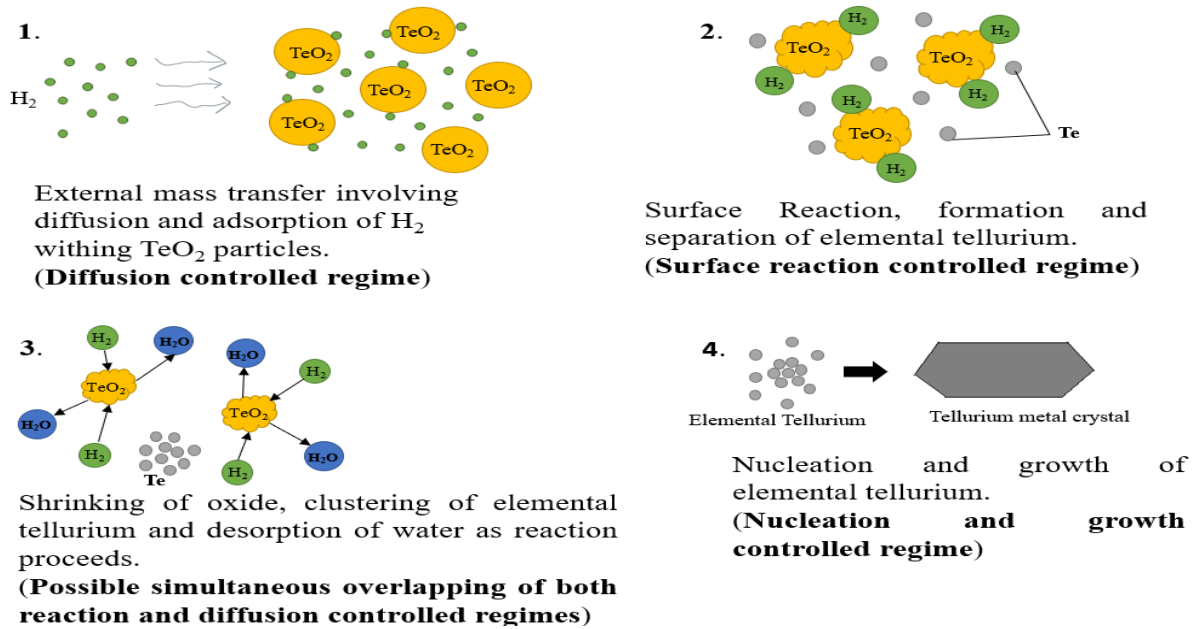 1.
H₂
TeO₂
TeO₂
TeO₂
TeO₂
TeO₂
TeO₂
External mass transfer involving
diffusion and adsorption of H₂
withing TeO₂ particles.
(Diffusion controlled regime)
2.
H₂
H₂
TeO₂
TeO₂
H₂
H₂
H₂
TeO₂
Te
H₂
Surface Reaction, formation and
separation of elemental tellurium.
(Surface reaction controlled regime)
3.
H₂
H₂O
H₂O
H₂
TeO₂
TeO₂
H₂O
H₂
H₂O
H₂
Te
Shrinking of oxide, clustering of elemental
tellurium and desorption of water as reaction
proceeds.
(Possible simultaneous overlapping of both
reaction and diffusion controlled regimes)
4.
Elemental Tellurium
Tellurium metal crystal
Nucleation and growth of
elemental tellurium.
(Nucleation and growth
controlled regime)